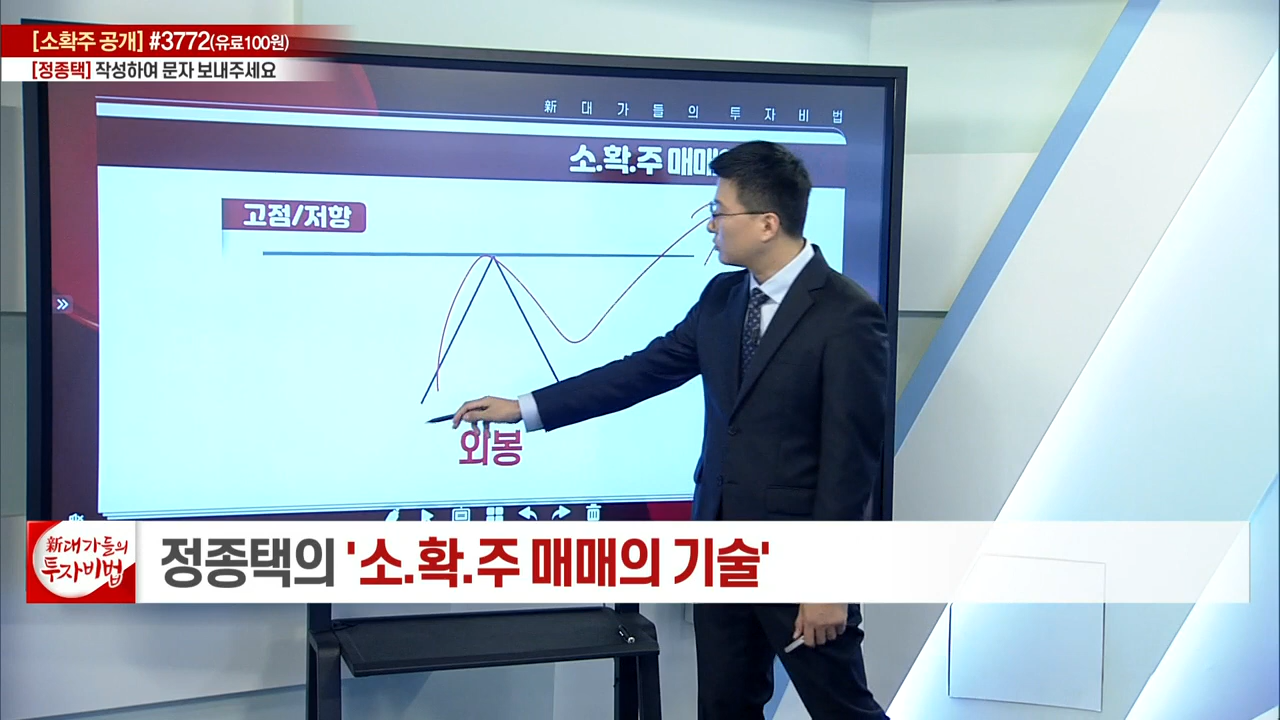 [소확주 공개] #3772(유료100원)
[정종택] 작성하여 문자 보내주세요
新 대 가 들 의 투 자 비 법
소.확.주 매매
고점/저항
외봉
新대가들의
투자비법
정종택의 '소.확.주 매매의 기술'